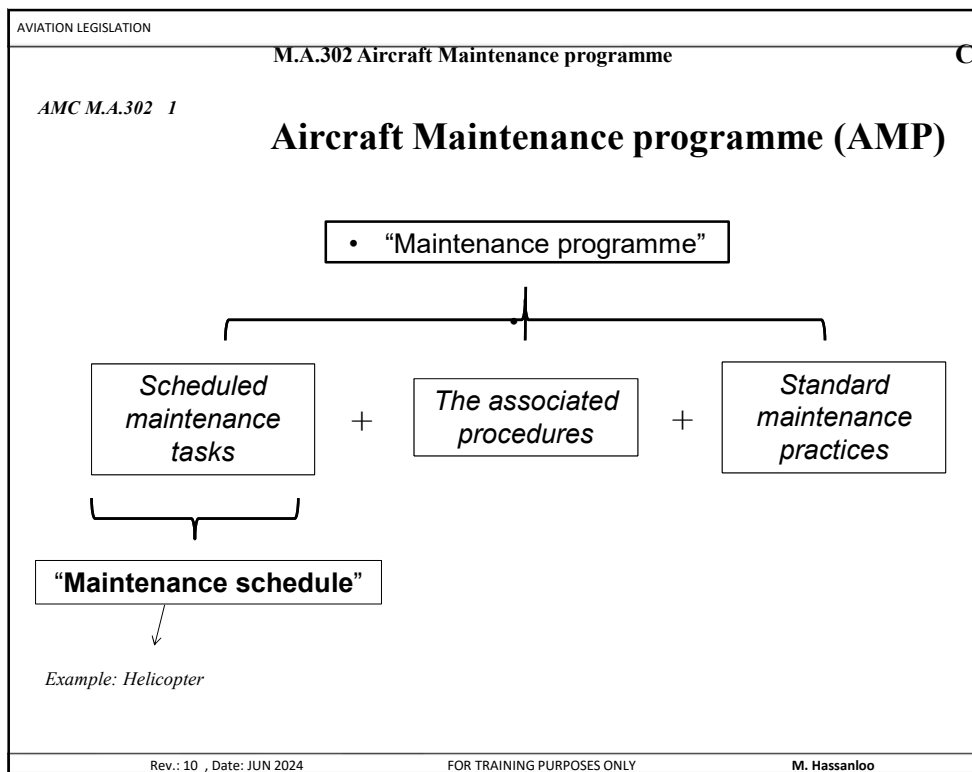 AVIATION LEGISLATION
M.A.302 Aircraft Maintenance programme
C
AMC M.A.302 1
Aircraft Maintenance programme (AMP)
• “Maintenance programme”
•
Scheduled
maintenance
tasks
+
The associated
procedures
+
Standard
maintenance
practices
“Maintenance schedule”
Example: Helicopter
Rev.: 10 , Date: JUN 2024 FOR TRAINING PURPOSES ONLY M. Hassanloo